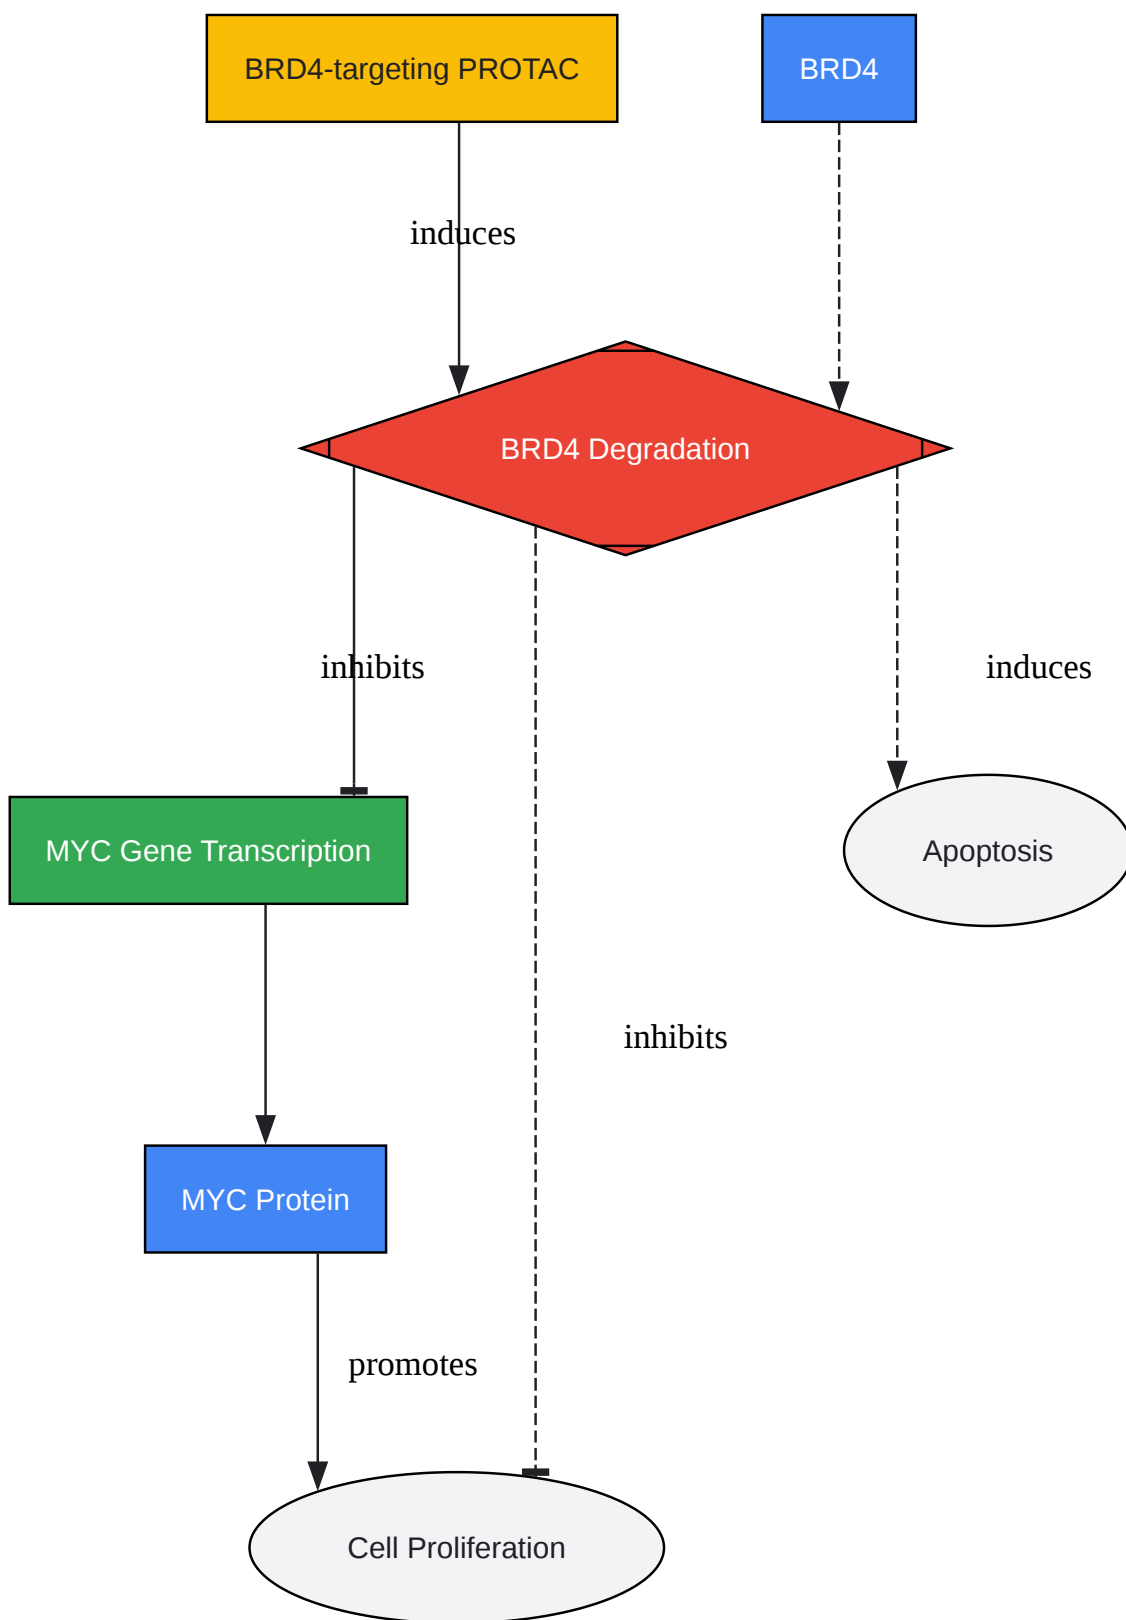 BRD4-targeting PROTAC
BRD4
induces
BRD4 Degradation
inhibits
induces
MYC Gene Transcription
Apoptosis
inhibits
MYC Protein
promotes
Cell Proliferation